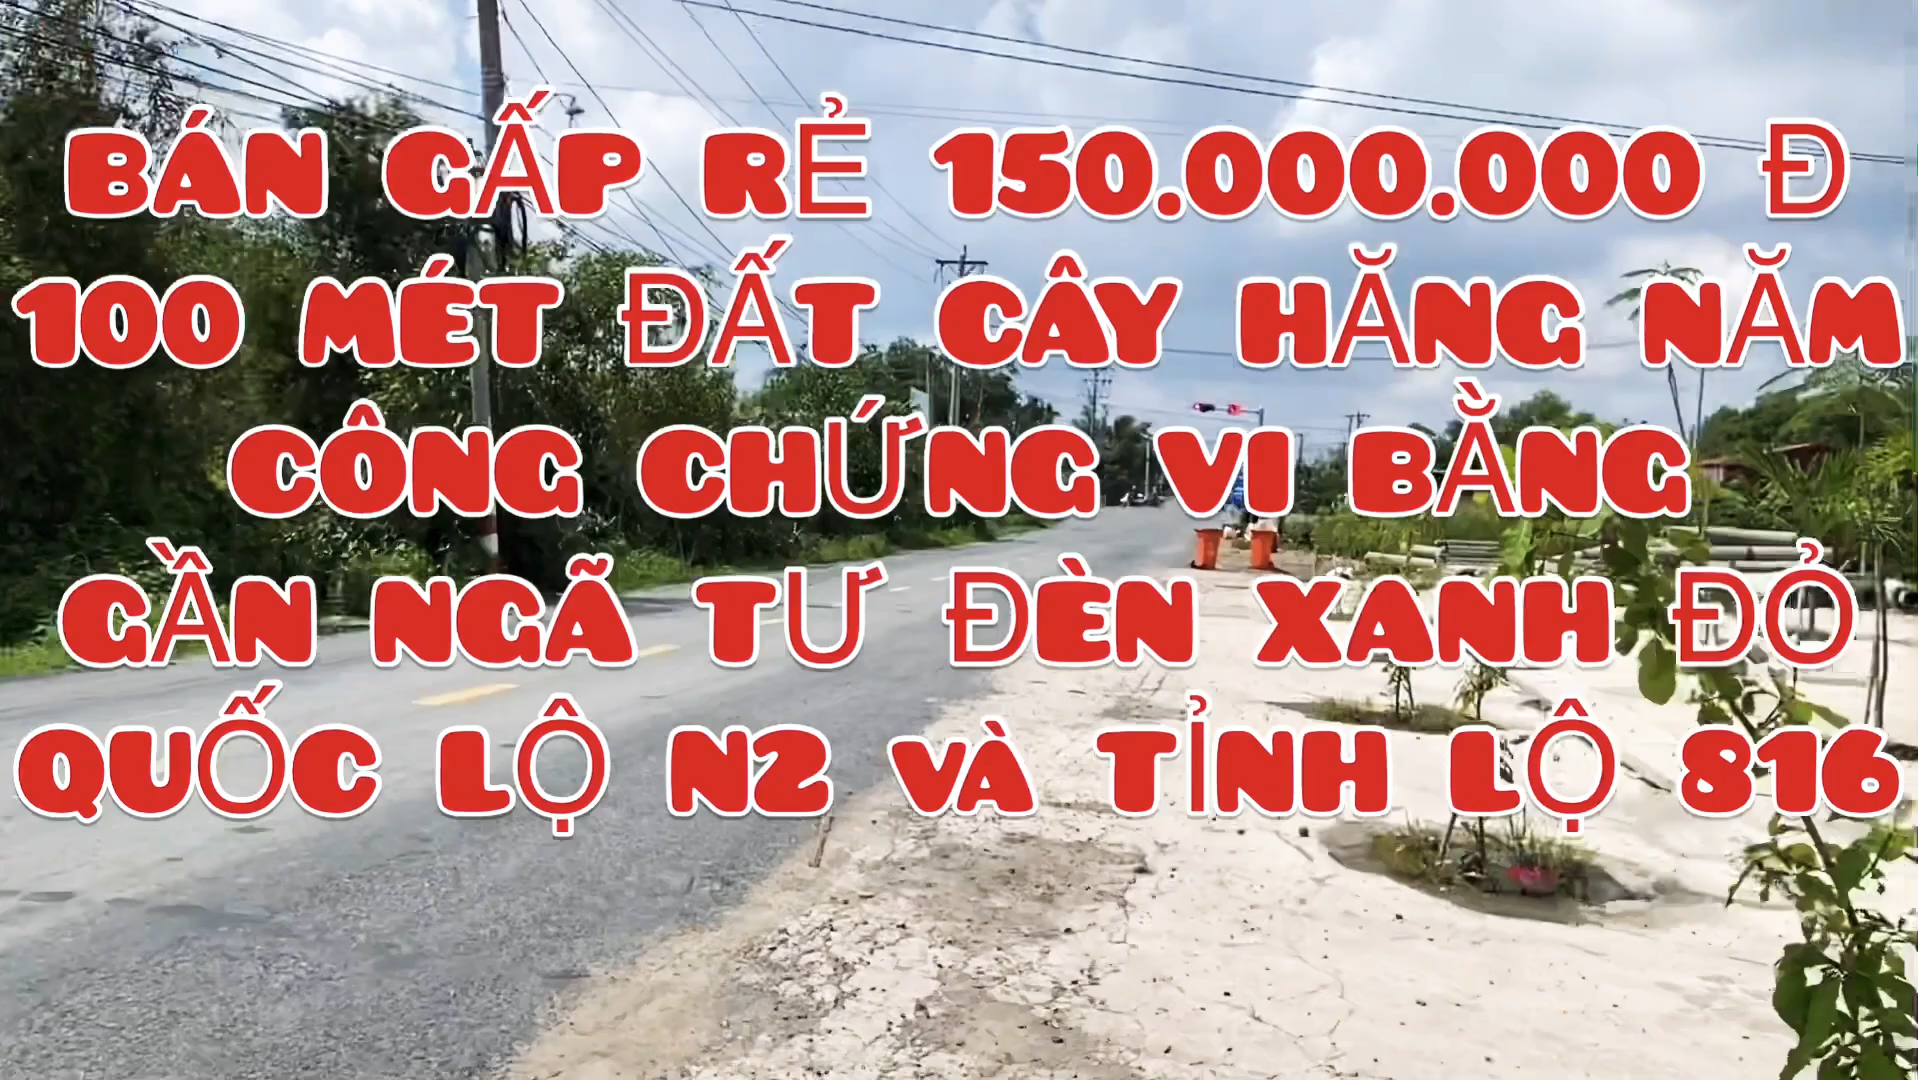 BÁN GẤP RẺ 150.000.000 Đ
100 MÉT ĐẤT CÂY HĂNG NĂM
CÔNG CHỨNG VI BẰNG
GẦN NGÃ TƯ ĐÈN XANH ĐỎ
QUỐC LỘ N2 VÀ TỈNH LỘ 816